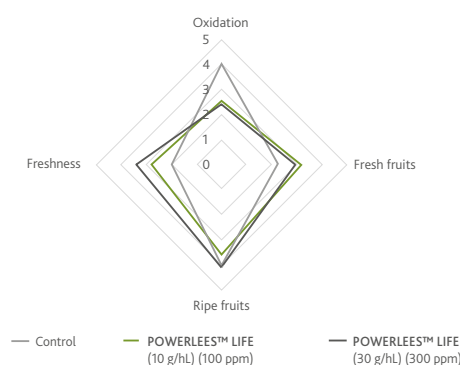 Oxidation
5
4
3
2
1
0
Freshness
Fresh fruits
Ripe fruits
Control
POWERLEES™ LIFE
(10 g/hL) (100 ppm)
POWERLEES™ LIFE
(30 g/hL) (300 ppm)